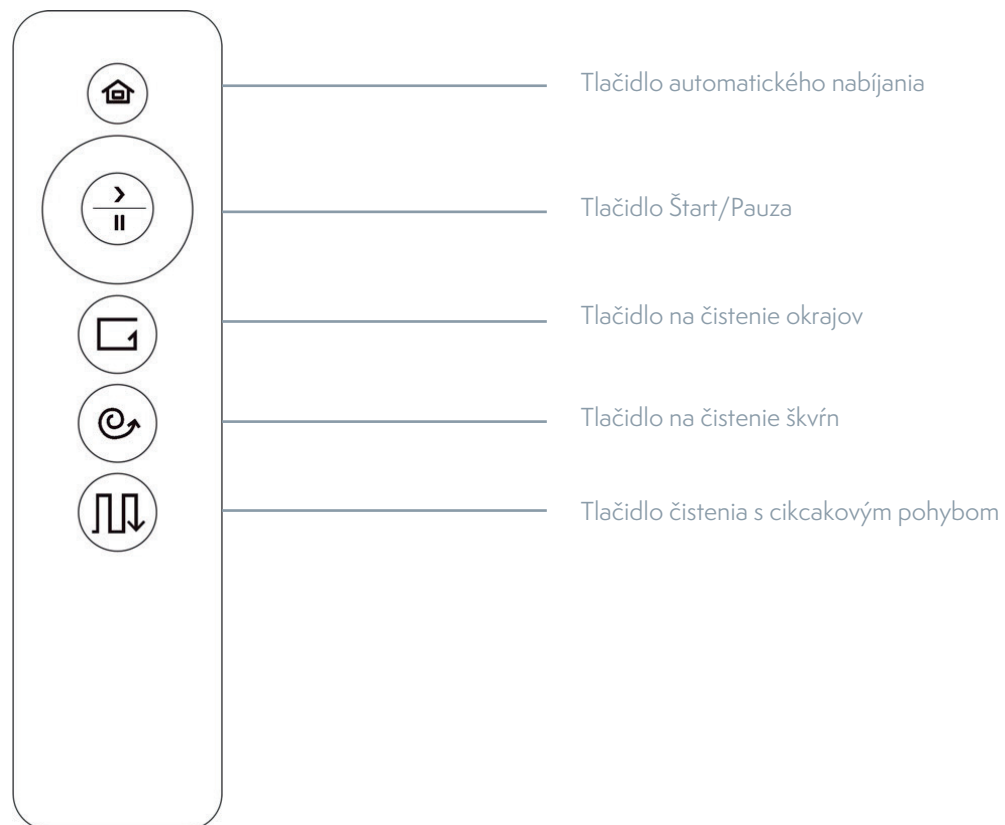 Tlačidlo automatického nabíjania
Tlačidlo Štart/Pauza
Tlačidlo na čistenie okrajov
Tlačidlo na čistenie škvŕn
Tlačidlo čistenia s cikcakovým pohybom